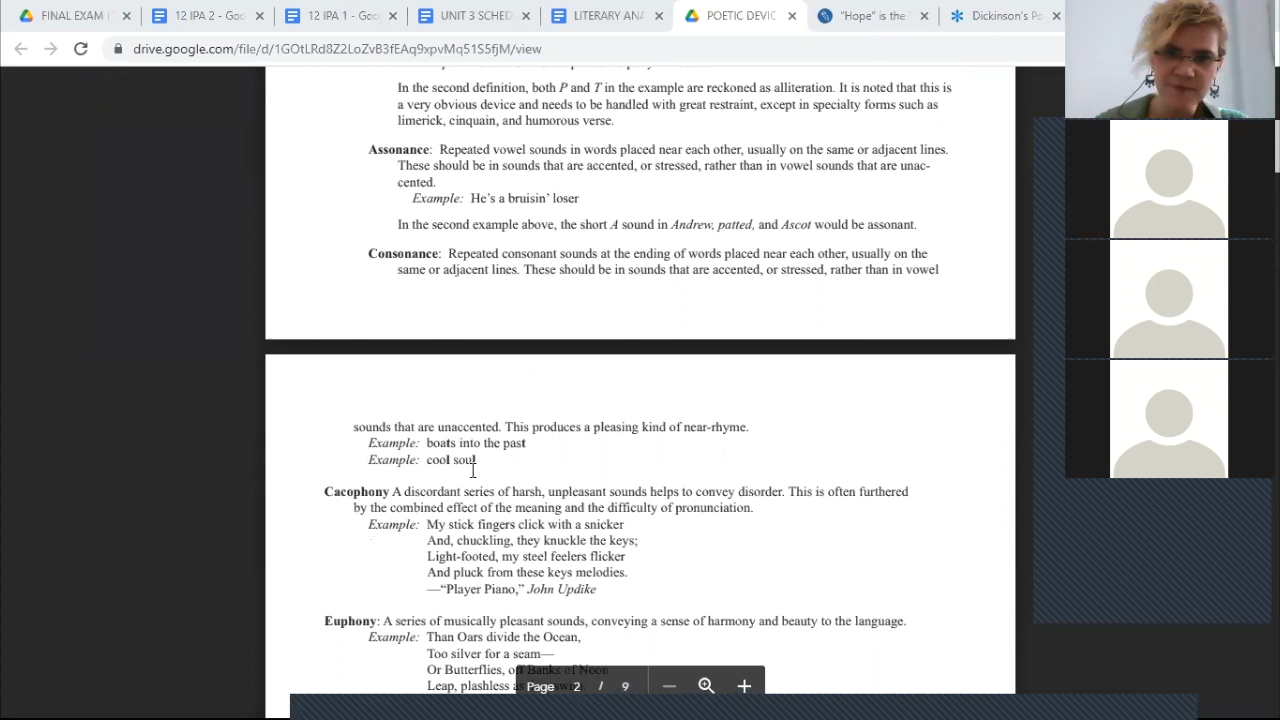 FINAL EXAM (
12 IPA 2 - Goo
12 IPA 1 - Goo
UNIT 3 SCHED
LITERARY ANA
POETIC DEVIC
"Hope" is the
Dickinson's Po
drive.google.com/file/d/1GOtLRd8Z2LoZvB3fEAq9xpvMq51S5fjM/view
In the second definition, both P and T in the example are reckoned as alliteration. It is noted that this is
a very obvious device and needs to be handled with great restraint, except in specialty forms such as
limerick, cinquain, and humorous verse.
Assonance: Repeated vowel sounds in words placed near each other, usually on the same or adjacent lines.
These should be in sounds that are accented, or stressed, rather than in vowel sounds that are unac-
cented.
Example: He's a bruisin' loser
In the second example above, the short A sound in Andrew, patted, and Ascot would be assonant.
Consonance: Repeated consonant sounds at the ending of words placed near each other, usually on the
same or adjacent lines. These should be in sounds that are accented, or stressed, rather than in vowel
sounds that are unaccented. This produces a pleasing kind of near-rhyme.
Example: boats into the past
Example: cool soul
Cacophony A discordant series of harsh, unpleasant sounds helps to convey disorder. This is often furthered
by the combined effect of the meaning and the difficulty of pronunciation.
Example: My stick fingers click with a snicker
And, chuckling, they knuckle the keys;
Light-footed, my steel feelers flicker
And pluck from these keys melodies.
—"Player Piano," John Updike
Euphony: A series of musically pleasant sounds, conveying a sense of harmony and beauty to the language.
Example: Than Oars divide the Ocean,
Too silver for a seam—
Or Butterflies, off Banks of Noon
Leap, plashless
Page 2 / 9